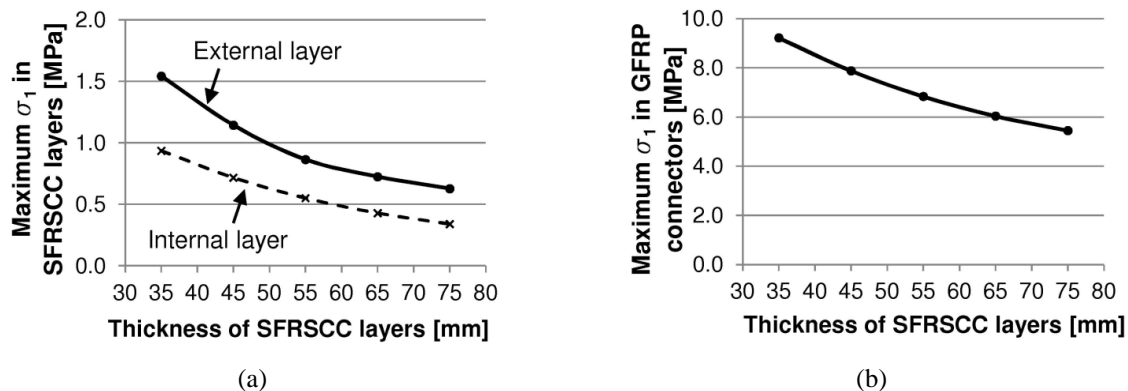 Maximum σ1 in
SFRSCC layers [MPa]
2.0
1.5
1.0
0.5
0.0
External layer
Internal layer
30 35 40 45 50 55 60 65 70 75 80
Thickness of SFRSCC layers [mm]
(a)
Maximum σ1 in GFRP
connectors [MPa]
10.0
8.0
6.0
4.0
2.0
0.0
30 35 40 45 50 55 60 65 70 75 80
Thickness of SFRSCC layers [mm]
(b)